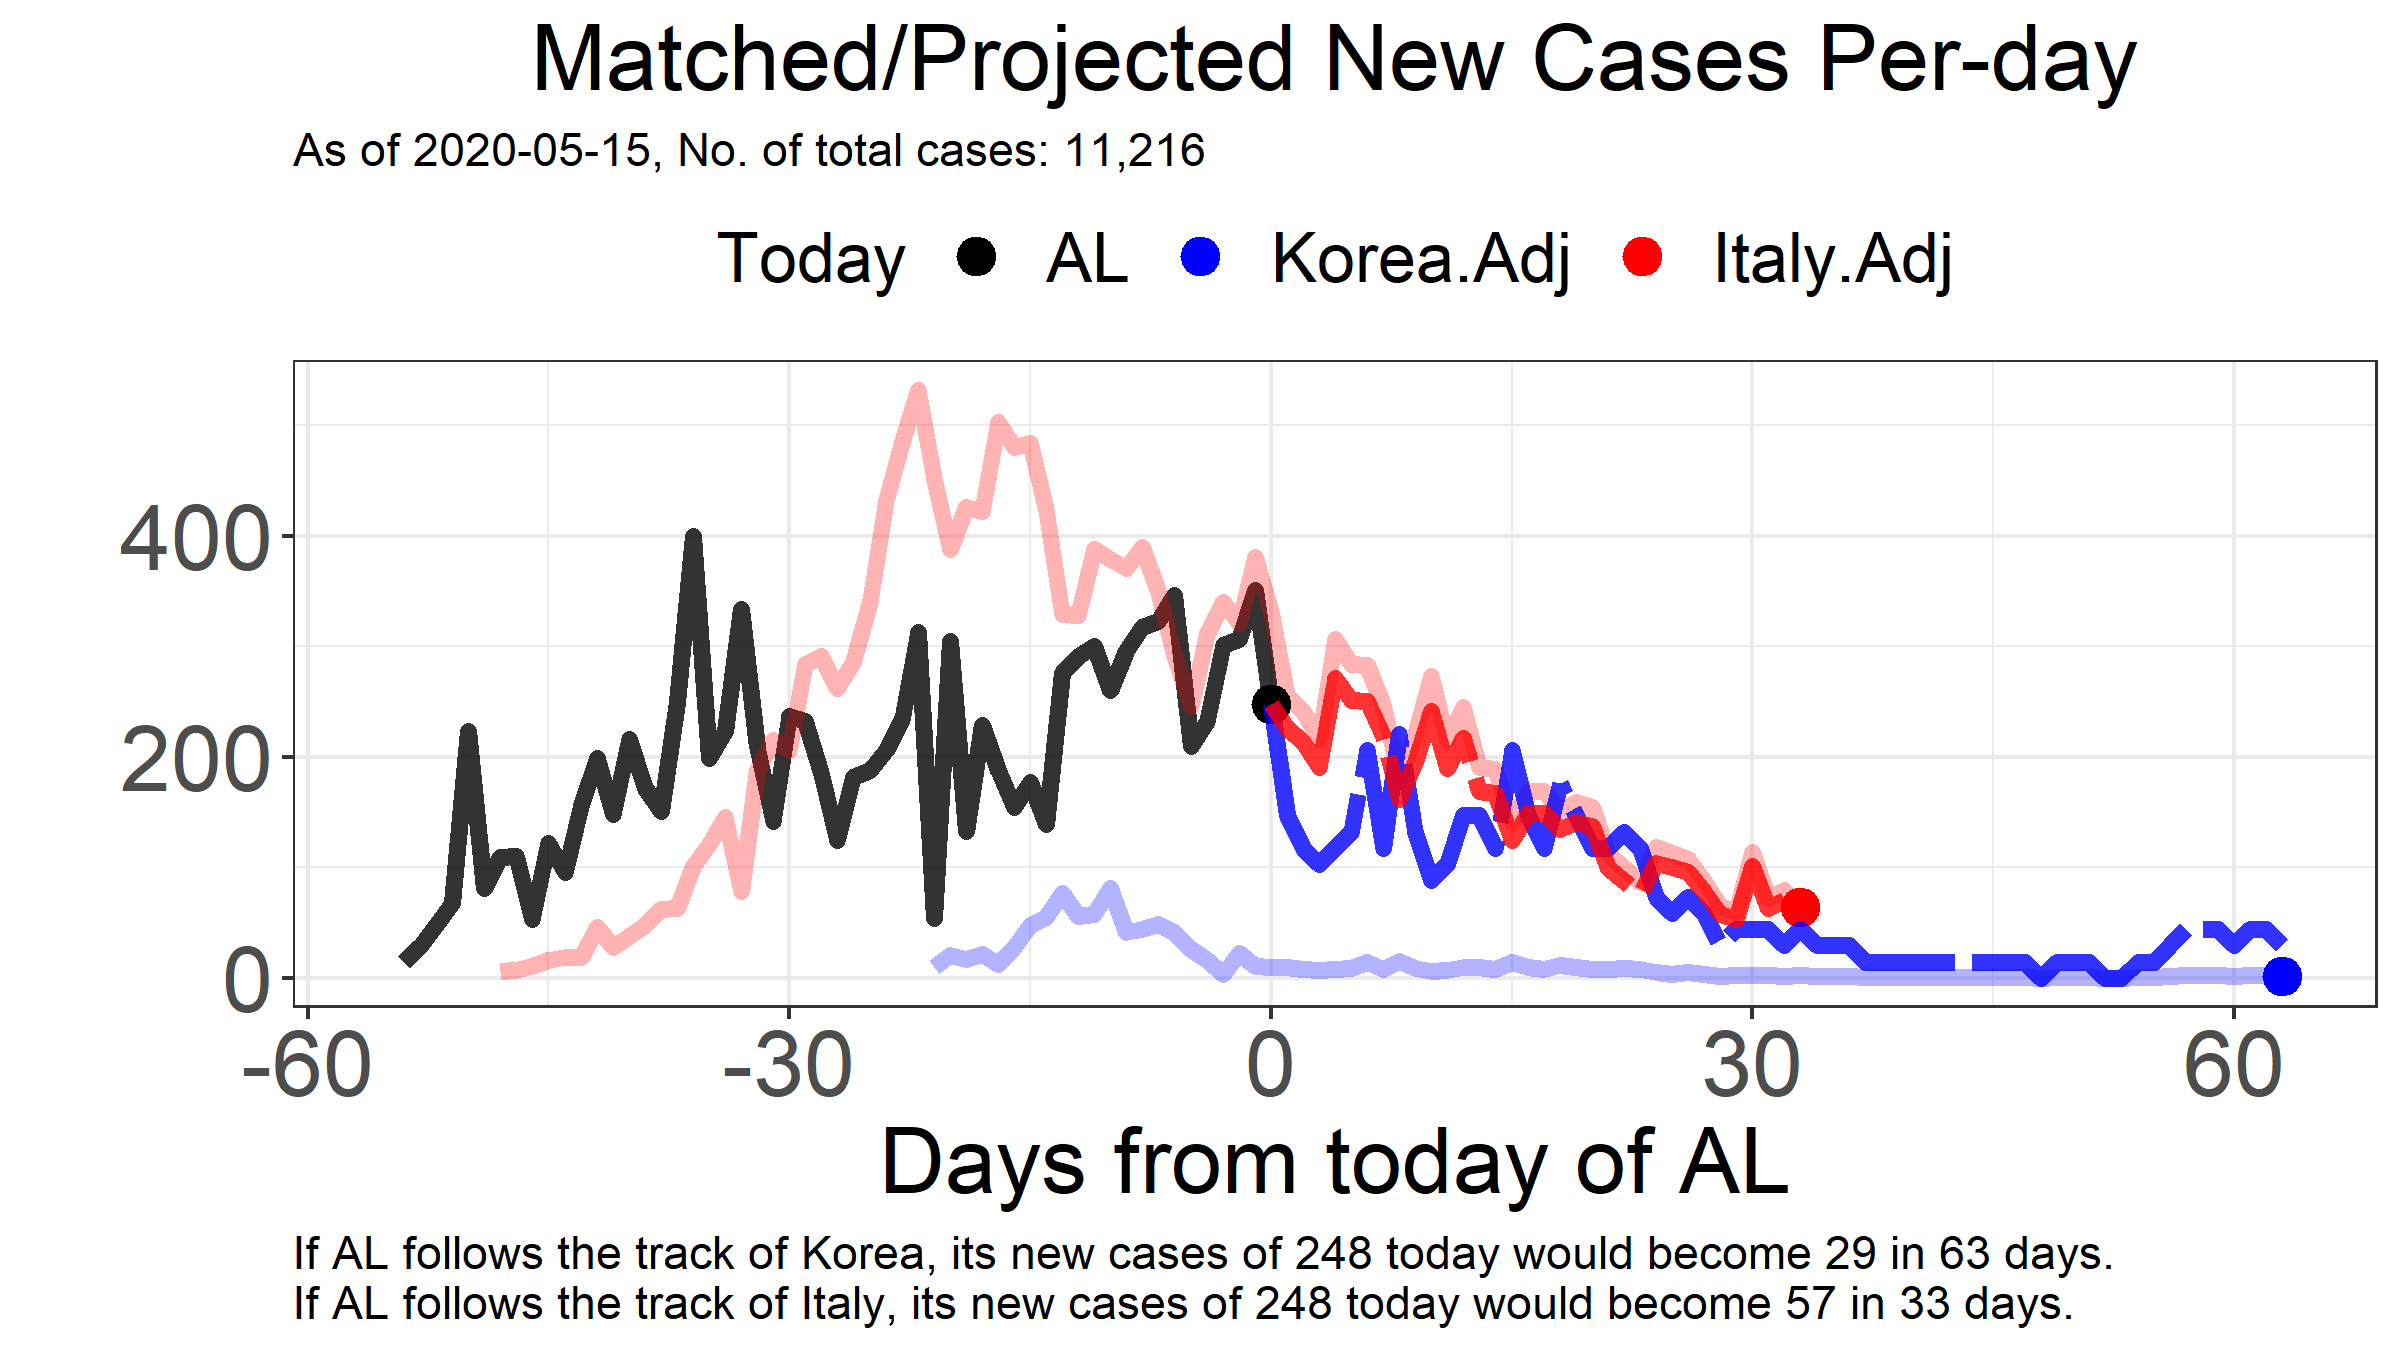 Matched/Projected New Cases Per-day
As of 2020-05-15, No. of total cases: 11,216
Today AL Korea.Adj Italy.Adj
400
200
0
-60 -30 0 30 60
Days from today of AL
If AL follows the track of Korea, its new cases of 248 today would become 29 in 63 days.
If AL follows the track of Italy, its new cases of 248 today would become 57 in 33 days.